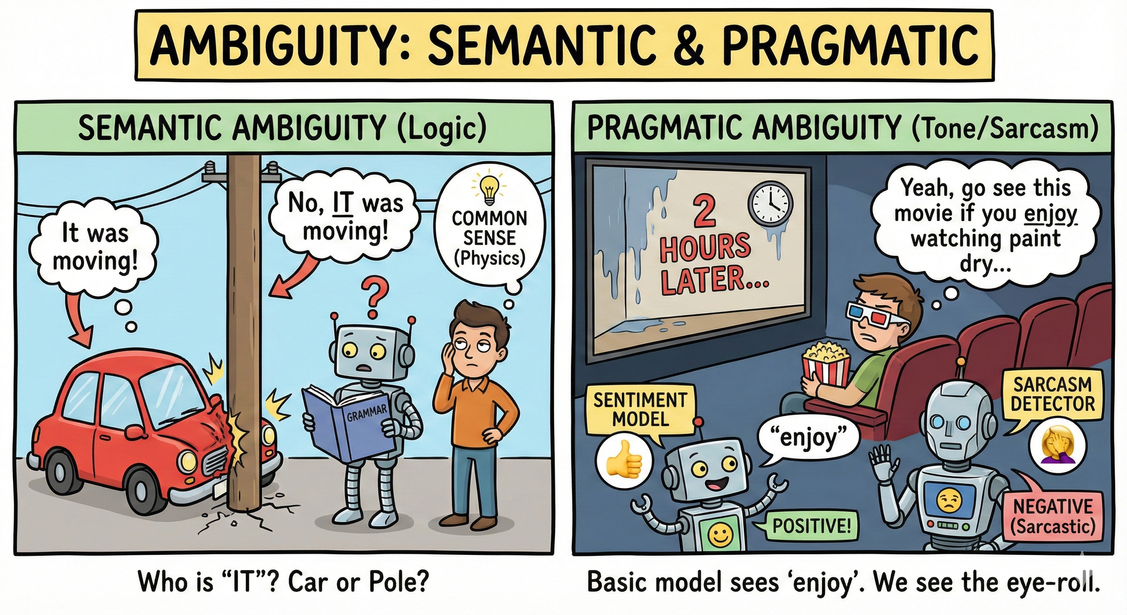 AMBIGUITY: SEMANTIC & PRAGMATIC
SEMANTIC AMBIGUITY (Logic)
It was
moving!
No, IT was
moving!
COMMON
SENSE
(Physics)
?
GRAMMAR
Who is “IT”? Car or Pole?
PRAGMATIC AMBIGUITY (Tone/Sarcasm)
2
HOURS
LATER...
Yeah, go see this
movie if you enjoy
watching paint
dry...
SENTIMENT
MODEL
“enjoy”
POSITIVE!
SARCASM
DETECTOR
NEGATIVE
(Sarcastic)
Basic model sees ‘enjoy’. We see the eye-roll.